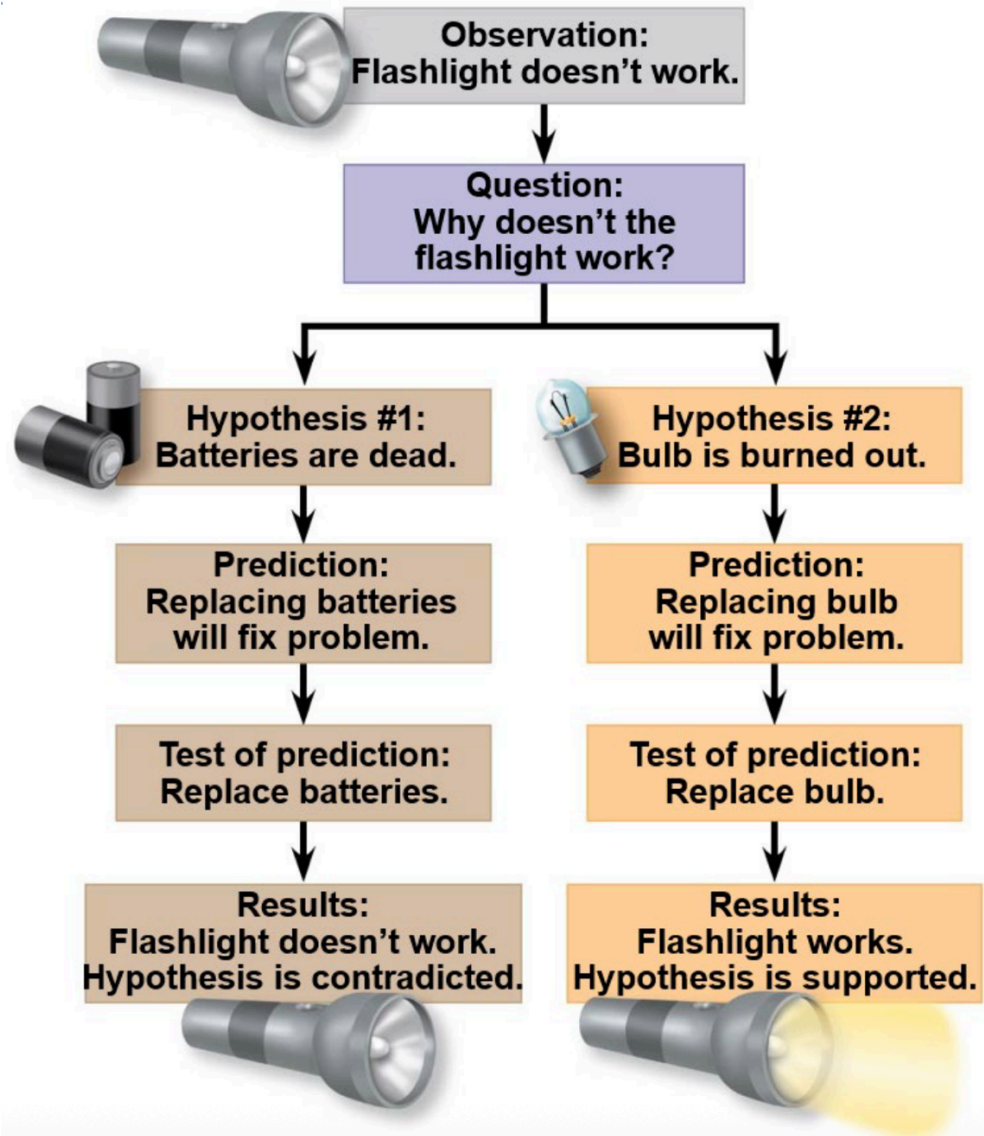 Observation:
Flashlight doesn’t work.
Question:
Why doesn’t the
flashlight work?
Hypothesis #1:
Batteries are dead.
Prediction:
Replacing batteries
will fix problem.
Test of prediction:
Replace batteries.
Results:
Flashlight doesn’t work.
Hypothesis is contradicted.
Hypothesis #2:
Bulb is burned out.
Prediction:
Replacing bulb
will fix problem.
Test of prediction:
Replace bulb.
Results:
Flashlight works.
Hypothesis is supported.